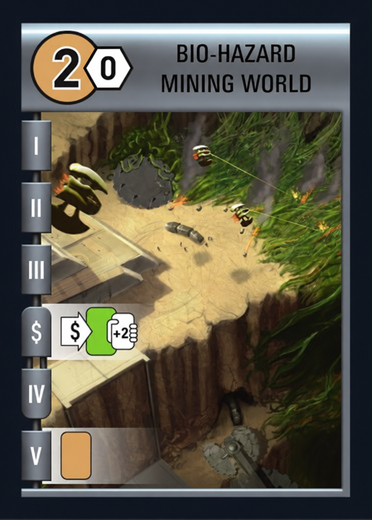 2 0
BIO-HAZARD
MINING WORLD
I
II
III
$ $ +2
IV
V